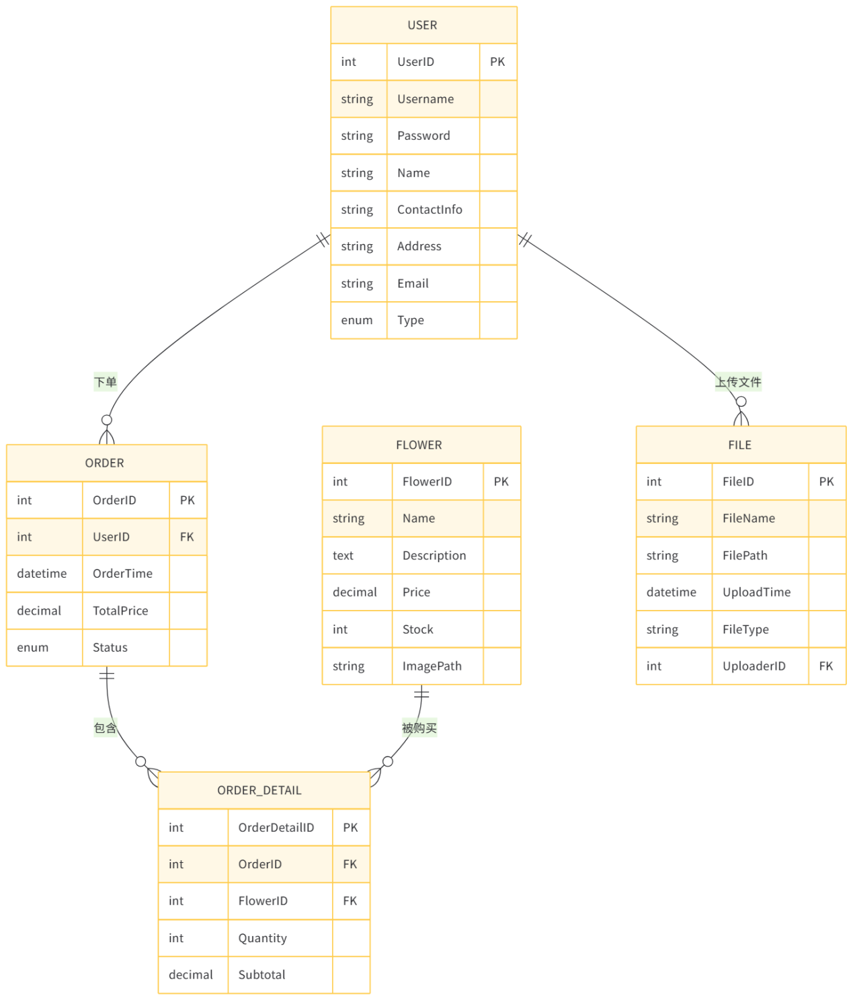 USER
int UserID PK
string Username
string Password
string Name
string ContactInfo
string Address
string Email
enum Type
下单
上传文件
ORDER
int OrderID PK
int UserID FK
datetime OrderTime
decimal TotalPrice
enum Status
FLOWER
int FlowerID PK
string Name
text Description
decimal Price
int Stock
string ImagePath
FILE
int FileID PK
string FileName
string FilePath
datetime UploadTime
string FileType
int UploaderID FK
包含
被购买
ORDER_DETAIL
int OrderDetailID PK
int OrderID FK
int FlowerID FK
int Quantity
decimal Subtotal